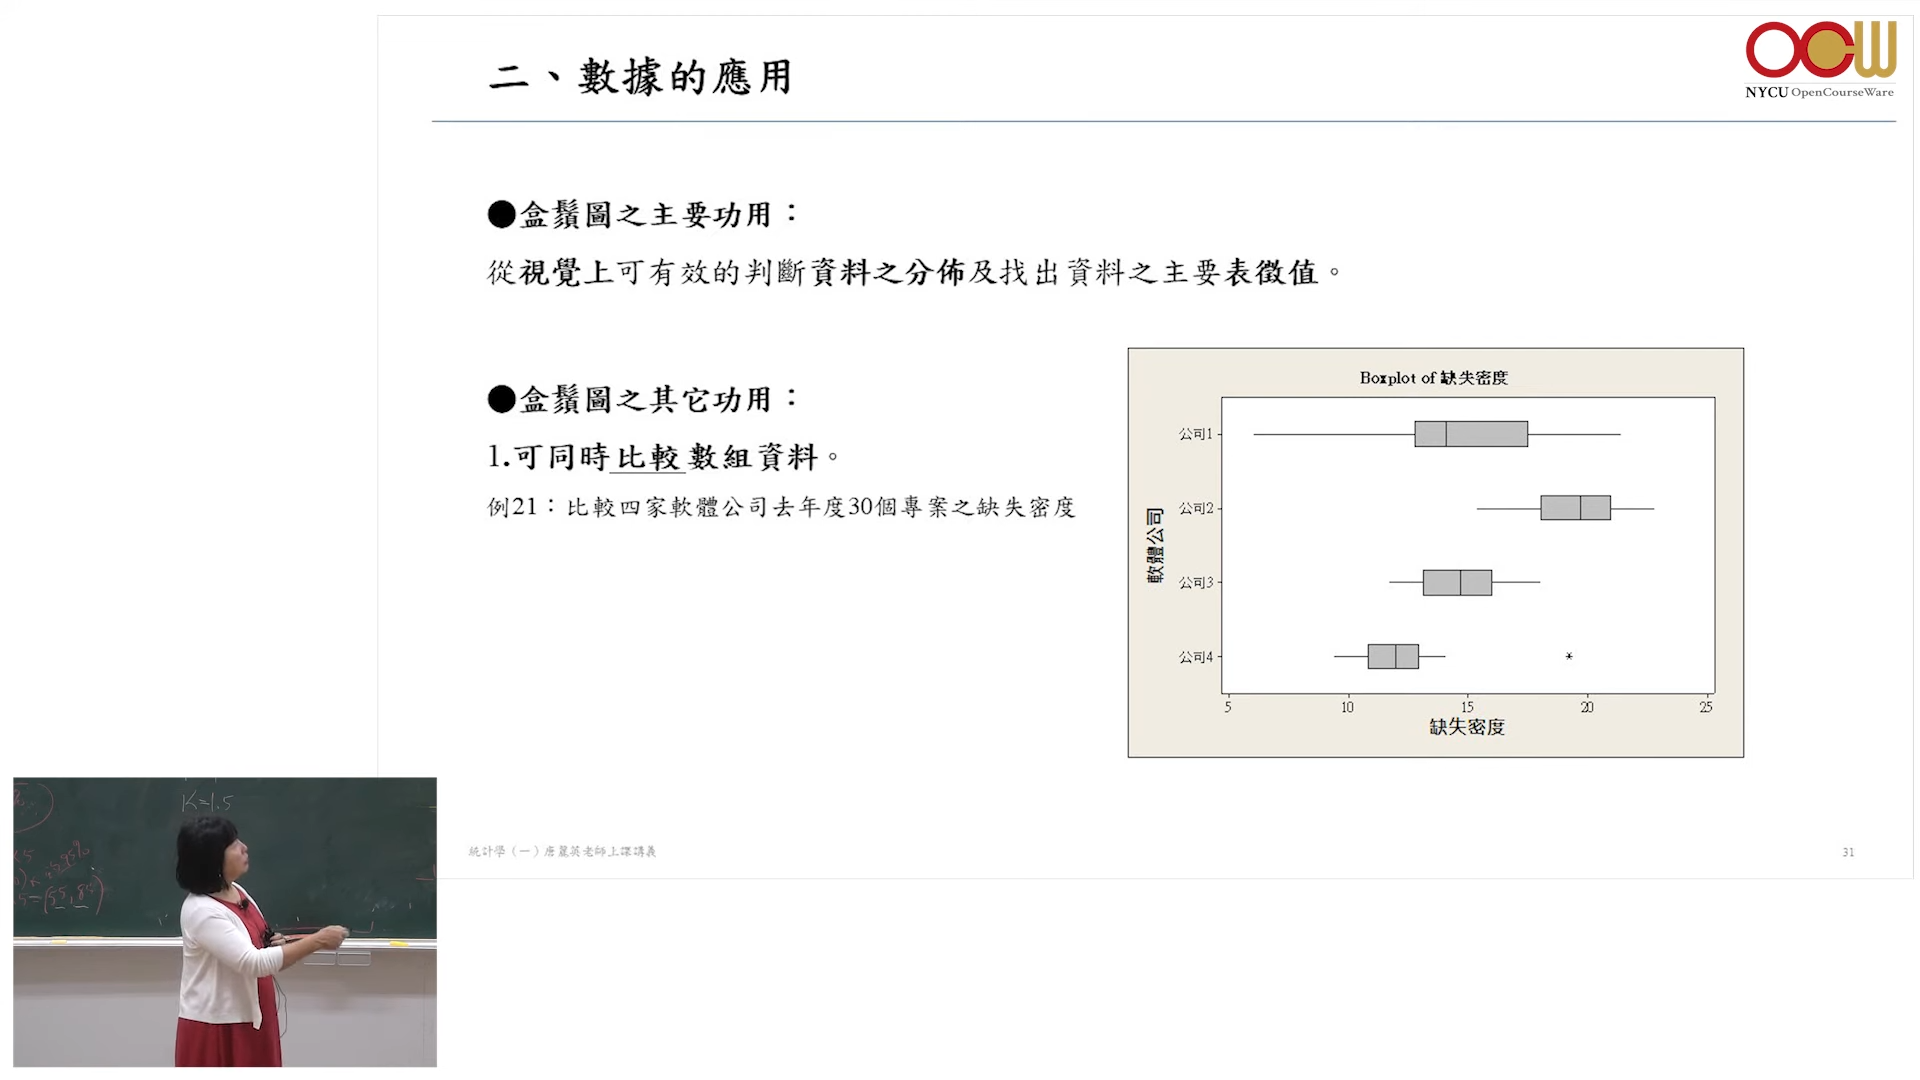 二、數據的應用
OCW
NYCU OpenCourseWare
●盒鬚圖之主要功用：
從視覺上可有效的判斷資料之分佈及找出資料之主要表徵值。
●盒鬚圖之其它功用：
1.可同時比較數組資料。
例21：比較四家軟體公司去年度30個專案之缺失密度
Boxplot of 缺失密度
軟體公司
公司1
公司2
公司3
公司4
5 10 15 20 25
缺失密度
K=1.5
統計學（一）唐麗英老師上課講義
31